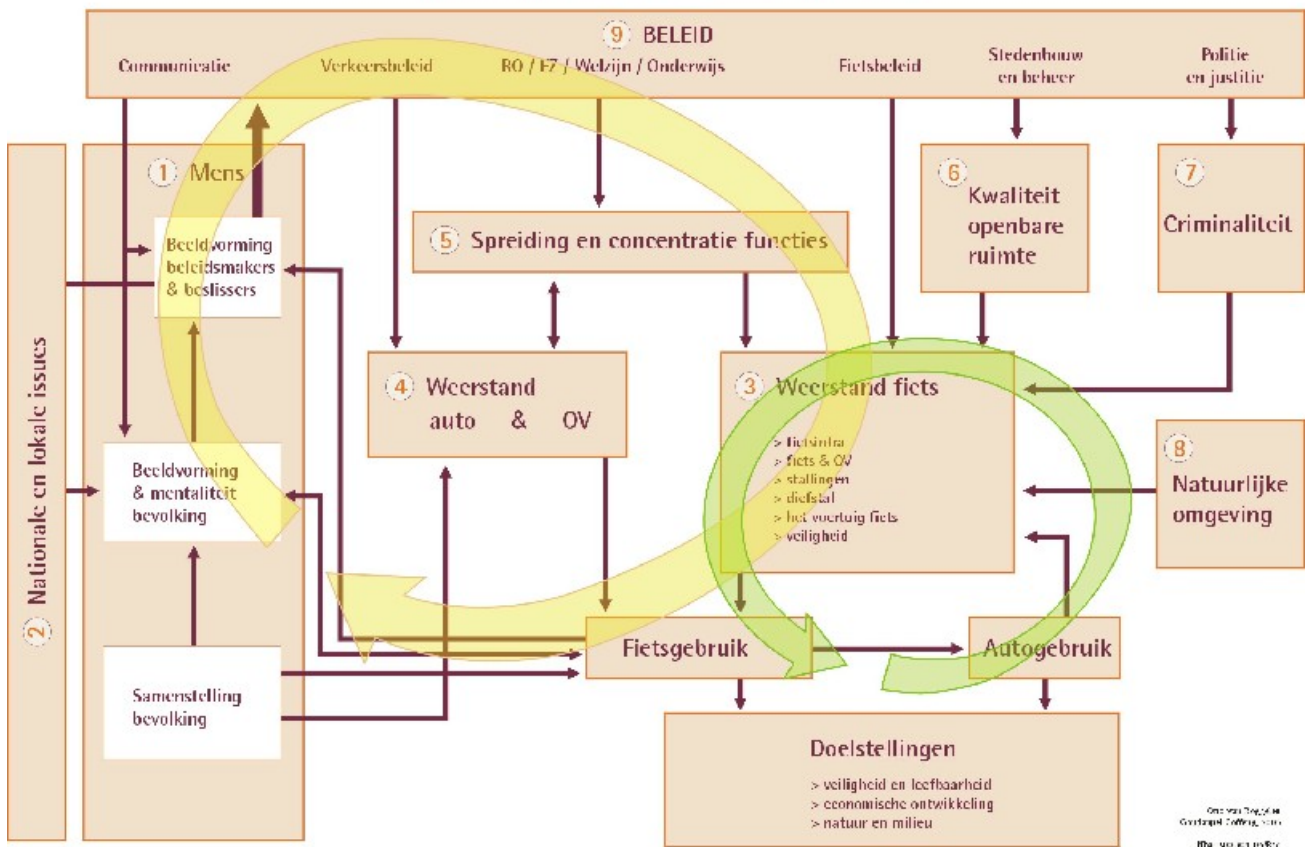 9 BELEID
Communicatie
Verkeersbeleid
RO / EZ / Welzijn / Onderwijs
Fietsbeleid
Stedenbouw
en beheer
Politie
en justitie
1 Mens
Beeldvorming
beleidsmakers
& beslissers
Beeldvorming
& mentaliteit
bevolking
Samenstelling
bevolking
2 Nationale en lokale issues
5 Spreiding en concentratie functies
4 Weerstand
auto & OV
3 Weerstand fiets
> fietsinfra
> fiets & OV
> stallingen
> diefstal
> het voertuig fiets
> veiligheid
6 Kwaliteit
openbare
ruimte
7 Criminaliteit
8 Natuurlijke
omgeving
Fietsgebruik
Autogebruik
Doelstellingen
> veiligheid en leefbaarheid
> economische ontwikkeling
> natuur en milieu